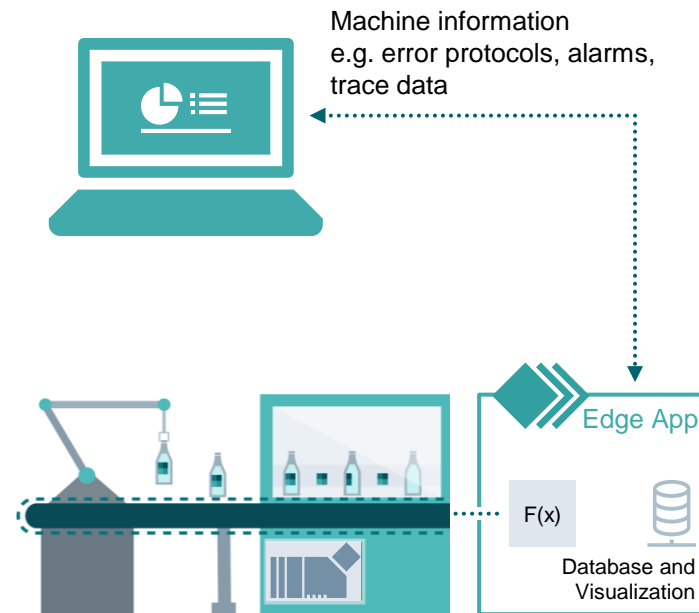 Machine information
e.g. error protocols, alarms,
trace data
Edge App
F(x)
Database and
Visualization